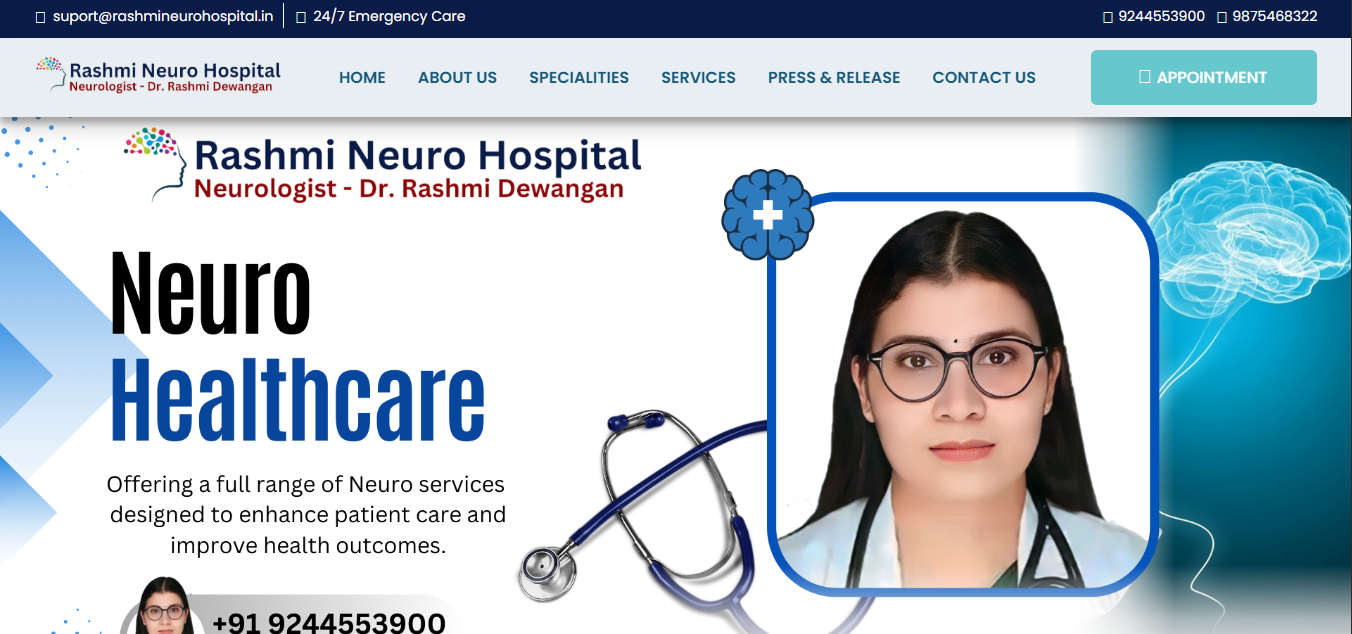 suport@rashmineurohospital.in
24/7 Emergency Care
9244553900
9875468322
Rashmi Neuro Hospital
Neurologist - Dr. Rashmi Dewangan
HOME
ABOUT US
SPECIALITIES
SERVICES
PRESS & RELEASE
CONTACT US
APPOINTMENT
Rashmi Neuro Hospital
Neurologist - Dr. Rashmi Dewangan
Neuro
Healthcare
Offering a full range of Neuro services
designed to enhance patient care and
improve health outcomes.
+91 9244553900